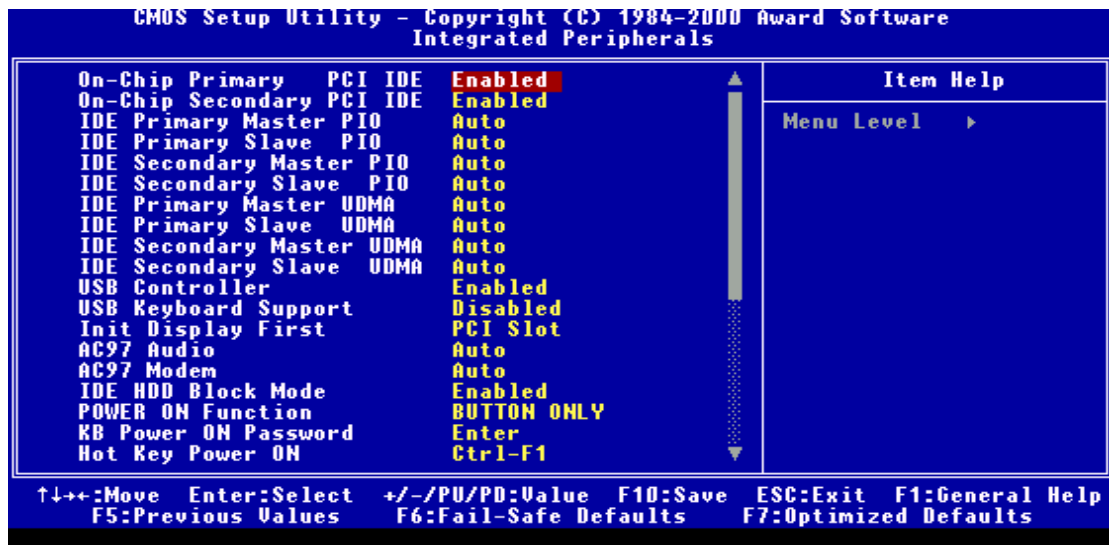 CMOS Setup Utility - Copyright (C) 1984-2000 Award Software
Integrated Peripherals
On-Chip Primary PCI IDE Enabled
On-Chip Secondary PCI IDE Enabled
IDE Primary Master PIO Auto
IDE Primary Slave PIO Auto
IDE Secondary Master PIO Auto
IDE Secondary Slave PIO Auto
IDE Primary Master UDMA Auto
IDE Primary Slave UDMA Auto
IDE Secondary Master UDMA Auto
IDE Secondary Slave UDMA Auto
USB Controller Enabled
USB Keyboard Support Disabled
Init Display First PCI Slot
AC97 Audio Auto
AC97 Modem Auto
IDE HDD Block Mode Enabled
POWER ON Function BUTTON ONLY
KB Power ON Password Enter
Hot Key Power ON Ctrl-F1
Item Help
Menu Level ▸
↑↓→←:Move Enter:Select +/-/PU/PD:Value F10:Save ESC:Exit F1:General Help
F5:Previous Values F6:Fail-Safe Defaults F7:Optimized Defaults